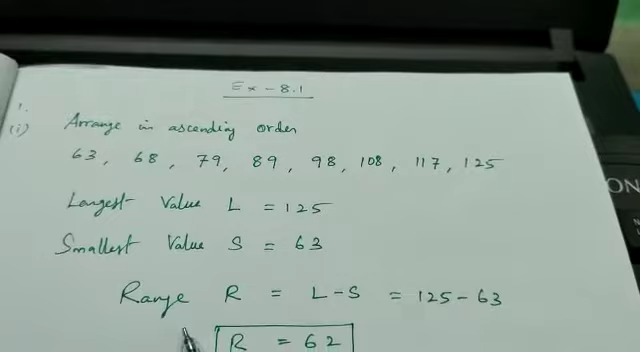 Ex - 8.1
1.
(i) Arrange in ascending order
63, 68, 79, 89, 98, 108, 117, 125
Largest Value L = 125
Smallest Value S = 63
Range R = L-S = 125-63
R = 62
ON